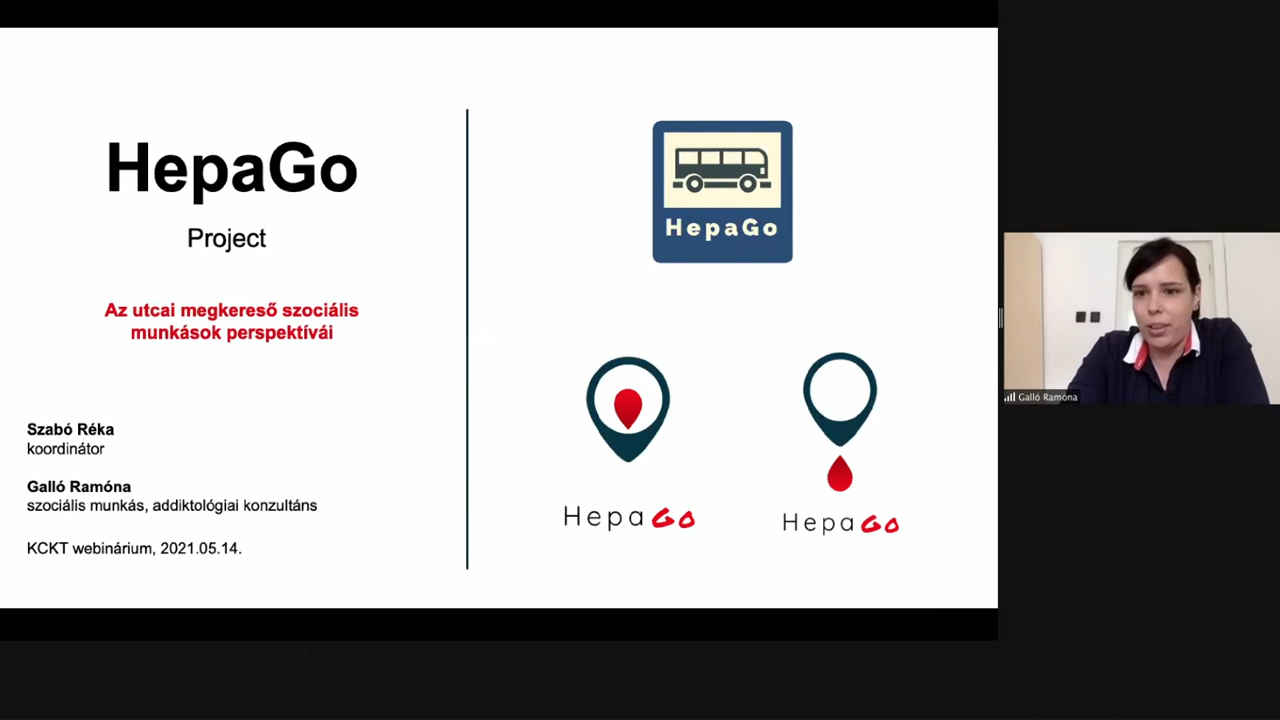 HepaGo
Project
Az utcai megkereső szociális
munkások perspektívái
Szabó Réka
koordinátor
Galló Ramóna
szociális munkás, addiktológiai konzultáns
KCKT webinárium, 2021.05.14.
HepaGo
HepaGo
HepaGo
Galló Ramóna